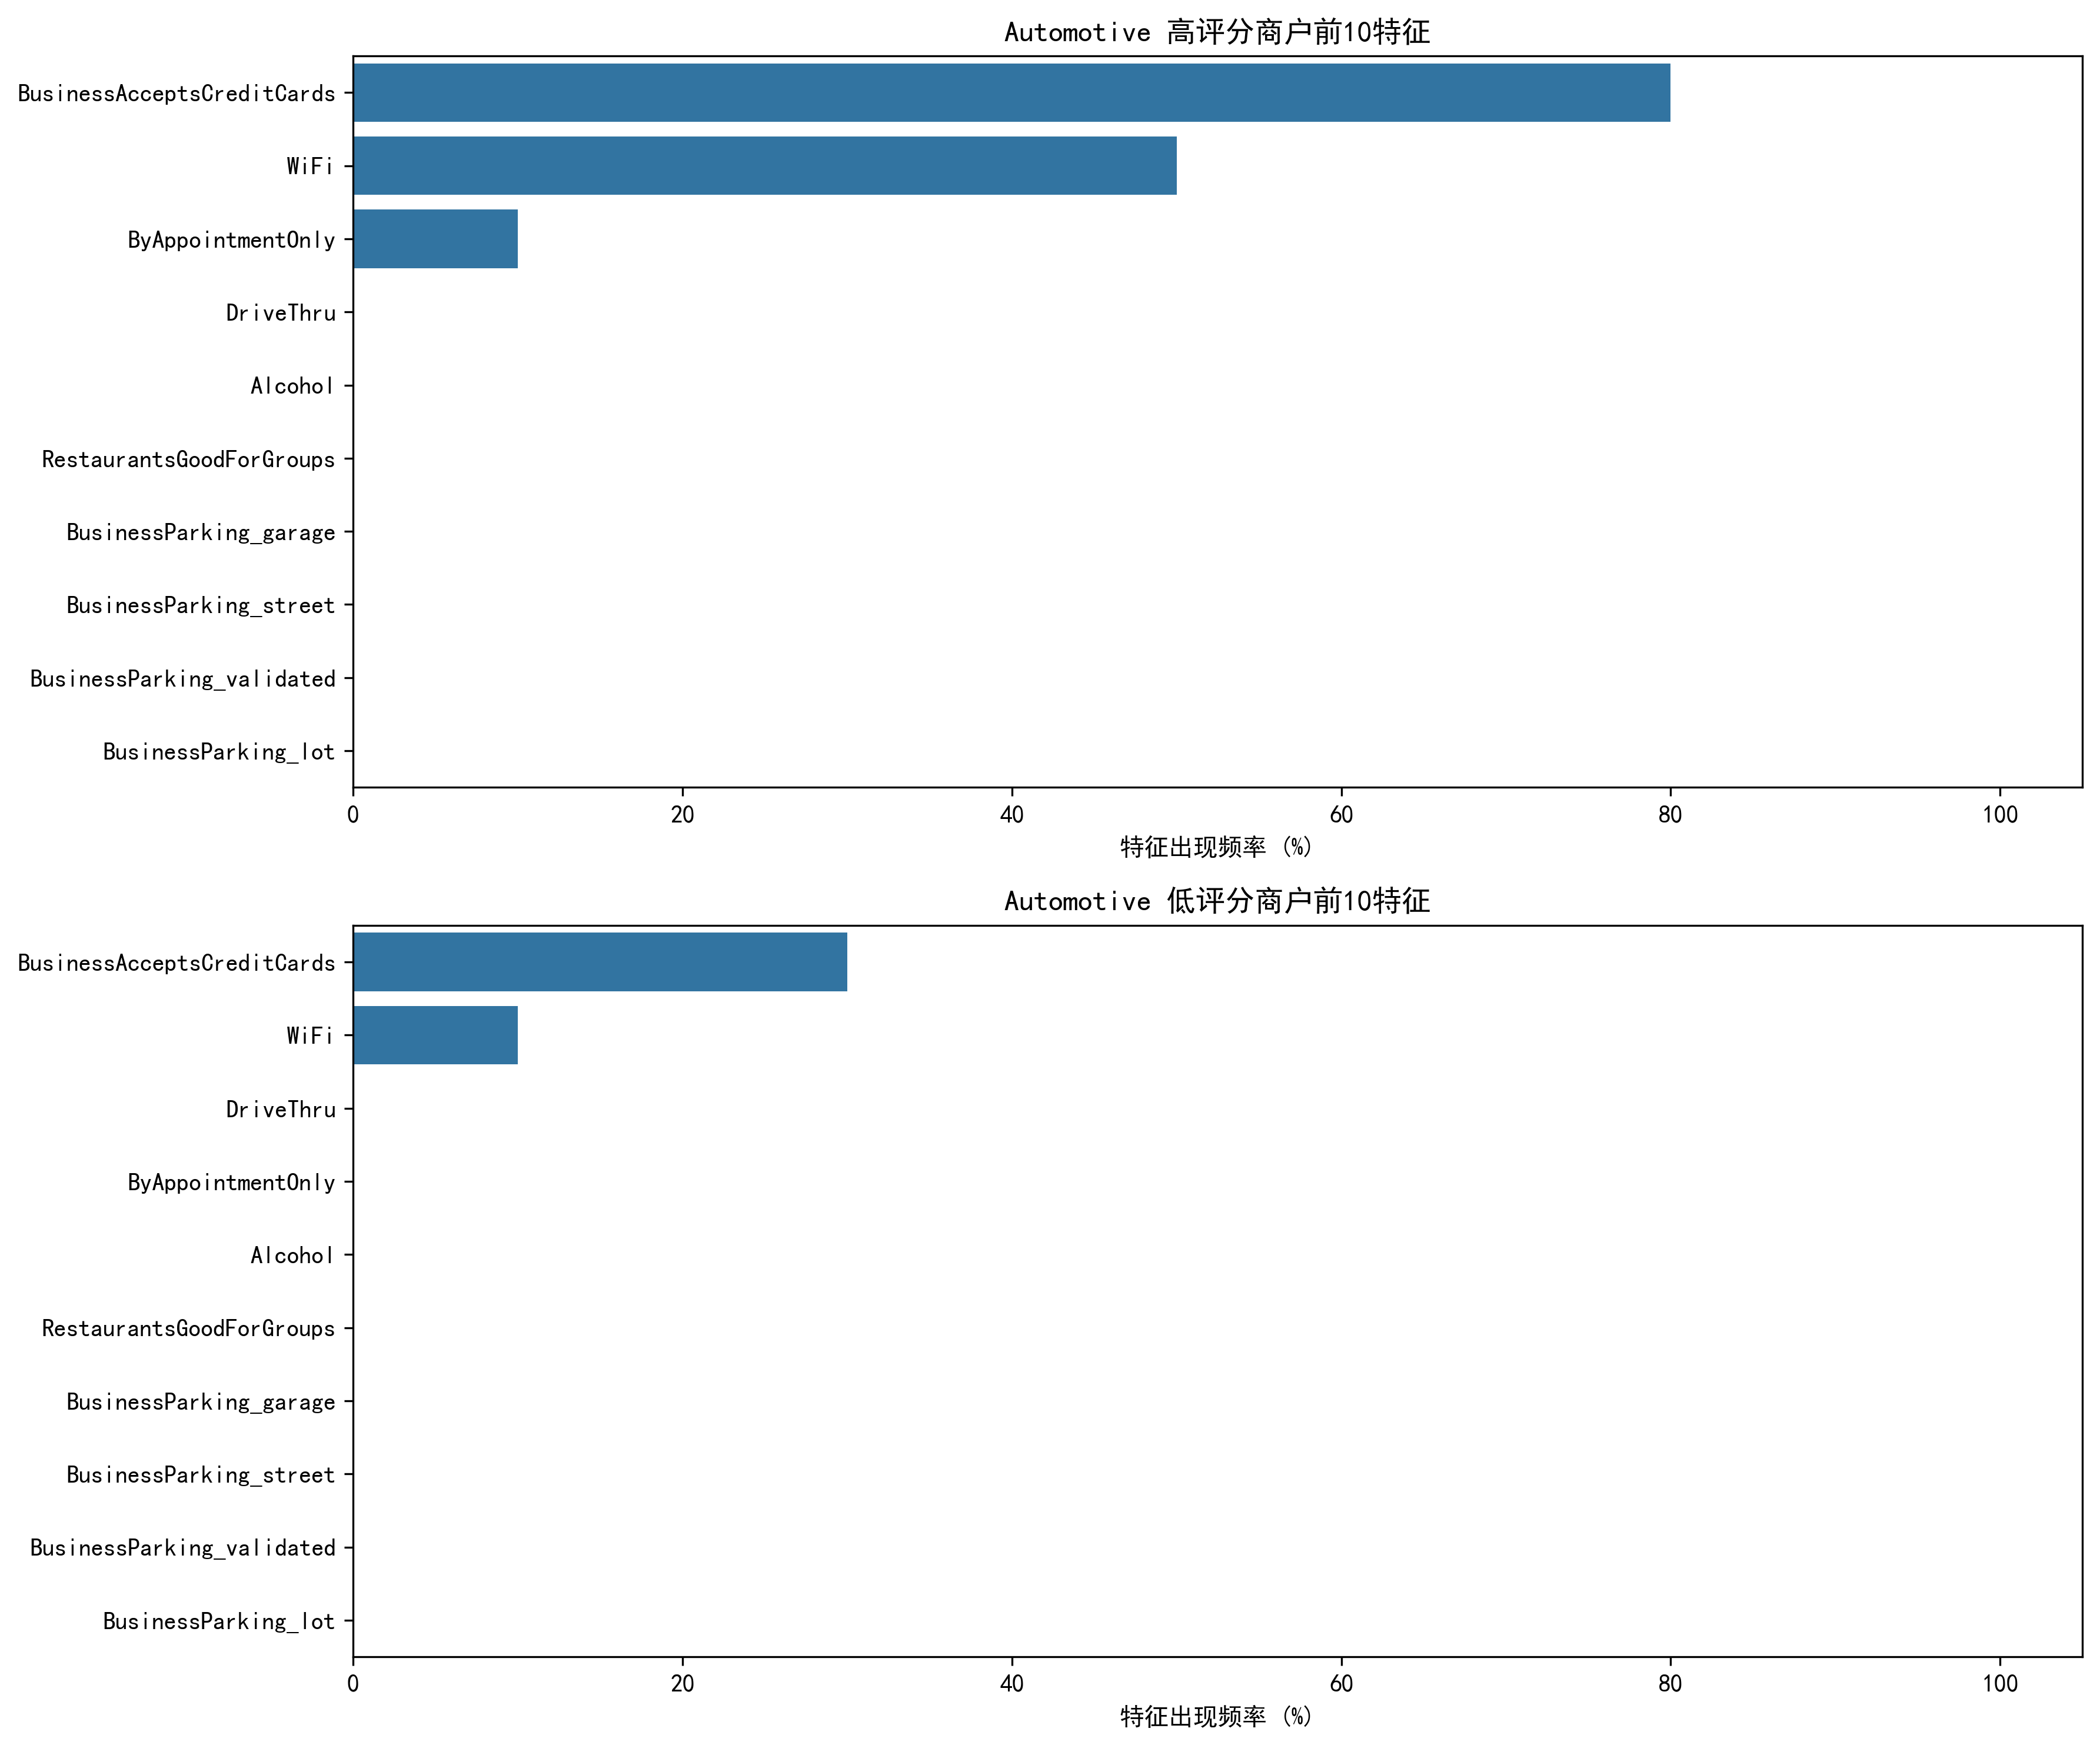 Automotive 高评分商户前10特征
BusinessAcceptsCreditCards
WiFi
ByAppointmentOnly
DriveThru
Alcohol
RestaurantsGoodForGroups
BusinessParking_garage
BusinessParking_street
BusinessParking_validated
BusinessParking_lot
0 20 40 60 80 100
特征出现频率 (%)
Automotive 低评分商户前10特征
BusinessAcceptsCreditCards
WiFi
DriveThru
ByAppointmentOnly
Alcohol
RestaurantsGoodForGroups
BusinessParking_garage
BusinessParking_street
BusinessParking_validated
BusinessParking_lot
0 20 40 60 80 100
特征出现频率 (%)